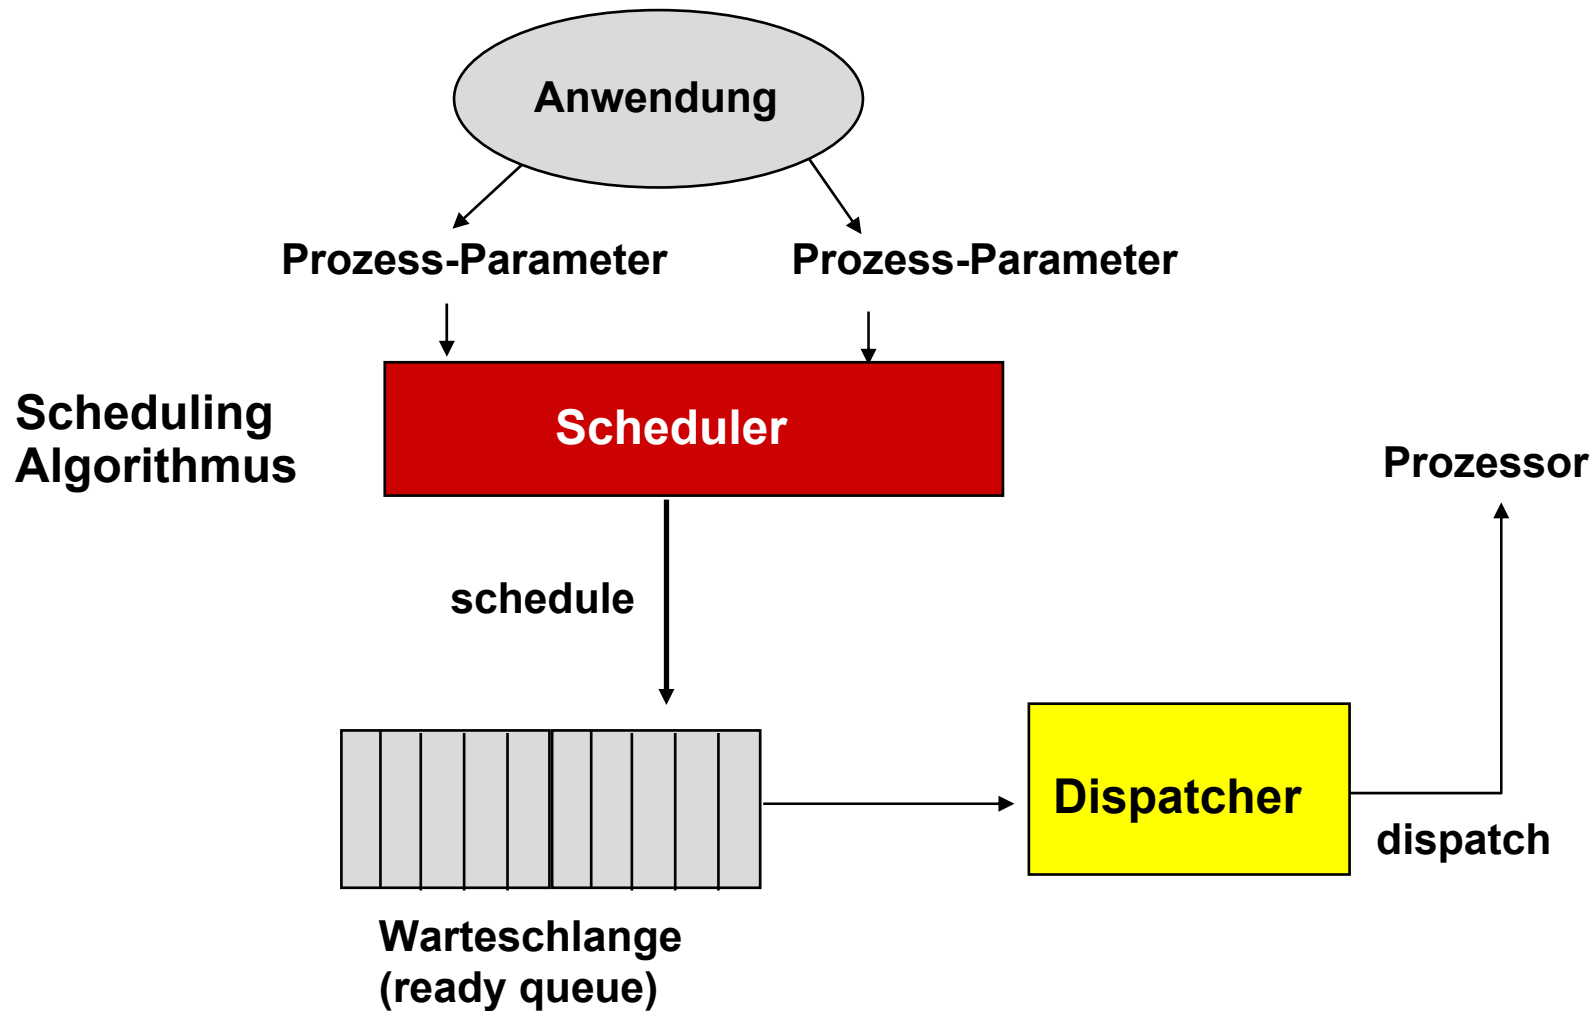 Anwendung
Prozess-Parameter
Prozess-Parameter
Scheduling
Algorithmus
Scheduler
Prozessor
schedule
Dispatcher
dispatch
Warteschlange
(ready queue)